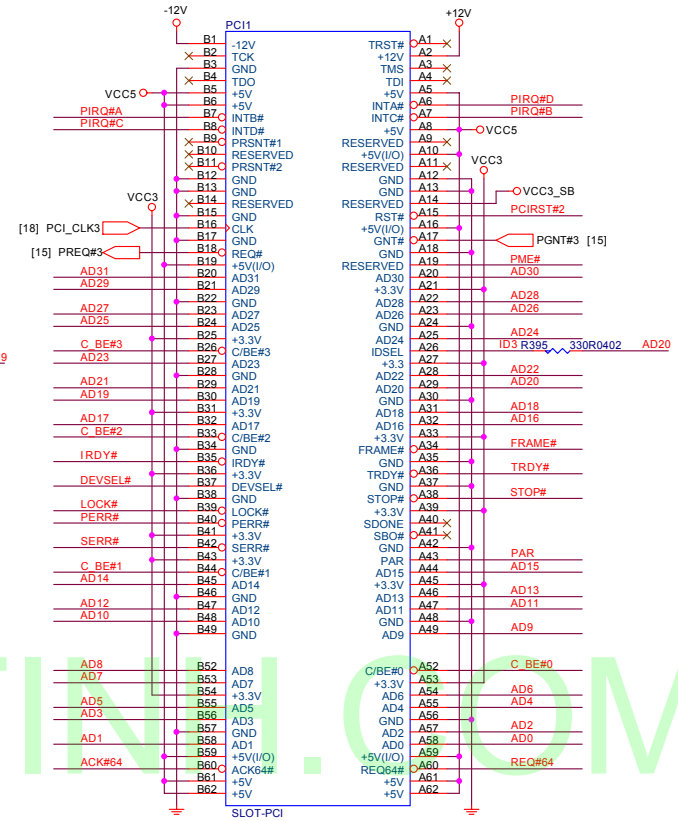 -12V +12V
PCI1
B1 -12V TRST# A1
B2 TCK +12V A2
B3 GND TMS A3
B4 TDO TDI A4
VCC5 B5 +5V +5V A5
B6 +5V INTA# A6 PIRQ#D
PIRQ#A B7 INTB# INTC# A7 PIRQ#B
PIRQ#C B8 INTD# +5V A8 VCC5
B9 PRSNT#1 RESERVED A9
B10 RESERVED +5V(I/O) A10
B11 PRSNT#2 RESERVED A11 VCC3
B12 GND GND A12
B13 GND GND A13
VCC3 B14 RESERVED RESERVED A14 VCC3_SB
B15 GND RST# A15 PCIRST#2
[18] PCI_CLK3 B16 CLK +5V(I/O) A16
B17 GND GNT# A17 PGNT#3 [15]
[15] PREQ#3 B18 REQ# GND A18
B19 +5V(I/O) RESERVED A19 PME#
AD31 B20 AD31 AD30 A20 AD30
AD29 B21 AD29 +3.3V A21
B22 GND AD28 A22 AD28
AD27 B23 AD27 AD26 A23 AD26
AD25 B24 AD25 GND A24
B25 +3.3V AD24 A25 AD24
C_BE#3 B26 C/BE#3 IDSEL A26 ID3 R395 330R0402 AD20
9 AD23 B27 AD23 +3.3 A27
B28 GND AD22 A28 AD22
AD21 B29 AD21 AD20 A29 AD20
AD19 B30 AD19 GND A30
B31 +3.3V AD18 A31 AD18
AD17 B32 AD17 AD16 A32 AD16
C_BE#2 B33 C/BE#2 +3.3V A33
B34 GND FRAME# A34 FRAME#
IRDY# B35 IRDY# GND A35
B36 +3.3V TRDY# A36 TRDY#
DEVSEL# B37 DEVSEL# GND A37
B38 GND STOP# A38 STOP#
LOCK# B39 LOCK# +3.3V A39
PERR# B40 PERR# SDONE A40
B41 +3.3V SBO# A41
SERR# B42 SERR# GND A42
B43 +3.3V PAR A43 PAR
C_BE#1 B44 C/BE#1 AD15 A44 AD15
AD14 B45 AD14 +3.3V A45
B46 GND AD13 A46 AD13
AD12 B47 AD12 AD11 A47 AD11
AD10 B48 AD10 GND A48
B49 GND AD9 A49 AD9
AD8 B52 AD8 C/BE#0 A52 C_BE#0
AD7 B53 AD7 +3.3V A53
B54 +3.3V AD6 A54 AD6
AD5 B55 AD5 AD4 A55 AD4
AD3 B56 AD3 GND A56
B57 GND AD2 A57 AD2
AD1 B58 AD1 AD0 A58 AD0
B59 +5V(I/O) +5V(I/O) A59
ACK#64 B60 ACK64# REQ64# A60 REQ#64
B61 +5V +5V A61
B62 +5V +5V A62
SLOT-PCI
TINH.COM